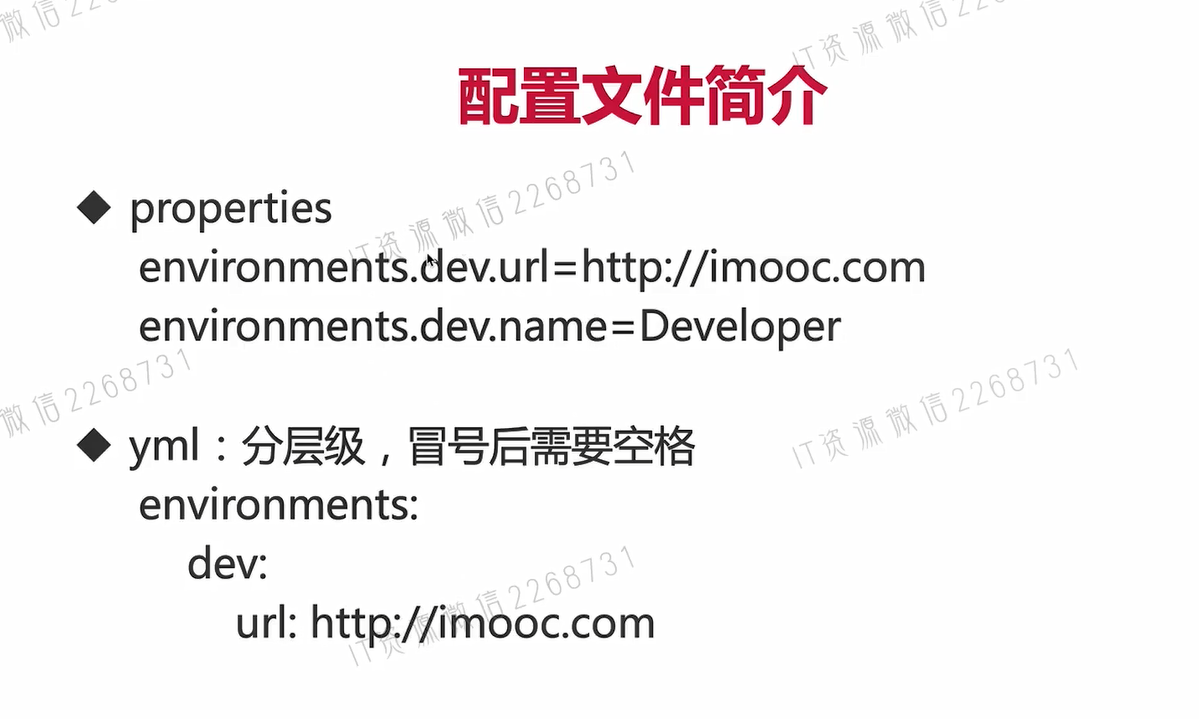 微信2268731
IT资源微信2268731
配置文件简介
◆ properties
IT资源微信2268731
environments.dev.url=http://imooc.com
environments.dev.name=Developer
微信2268731
IT资源微信2268731
◆ yml：分层级，冒号后需要空格
environments:
dev:
url: http://imooc.com
IT资源微信2268731